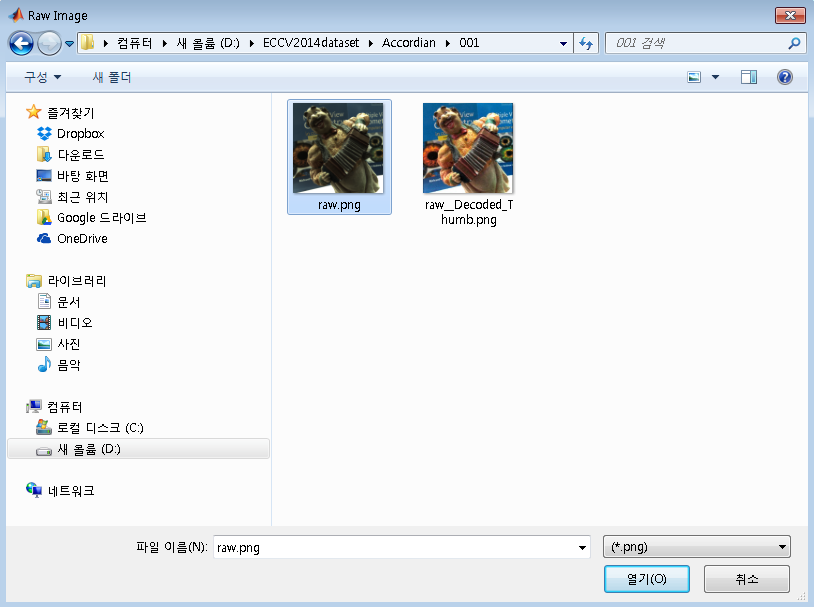 Raw Image
컴퓨터 새 볼륨 (D:) ECCV2014dataset Accordian 001
001 검색
구성 새 폴더
즐겨찾기
Dropbox
다운로드
바탕 화면
최근 위치
Google 드라이브
OneDrive
라이브러리
문서
비디오
사진
음악
컴퓨터
로컬 디스크 (C:)
새 볼륨 (D:)
네트워크
raw.png
raw__Decoded_T
humb.png
파일 이름(N): raw.png
(*.png)
열기(O) 취소